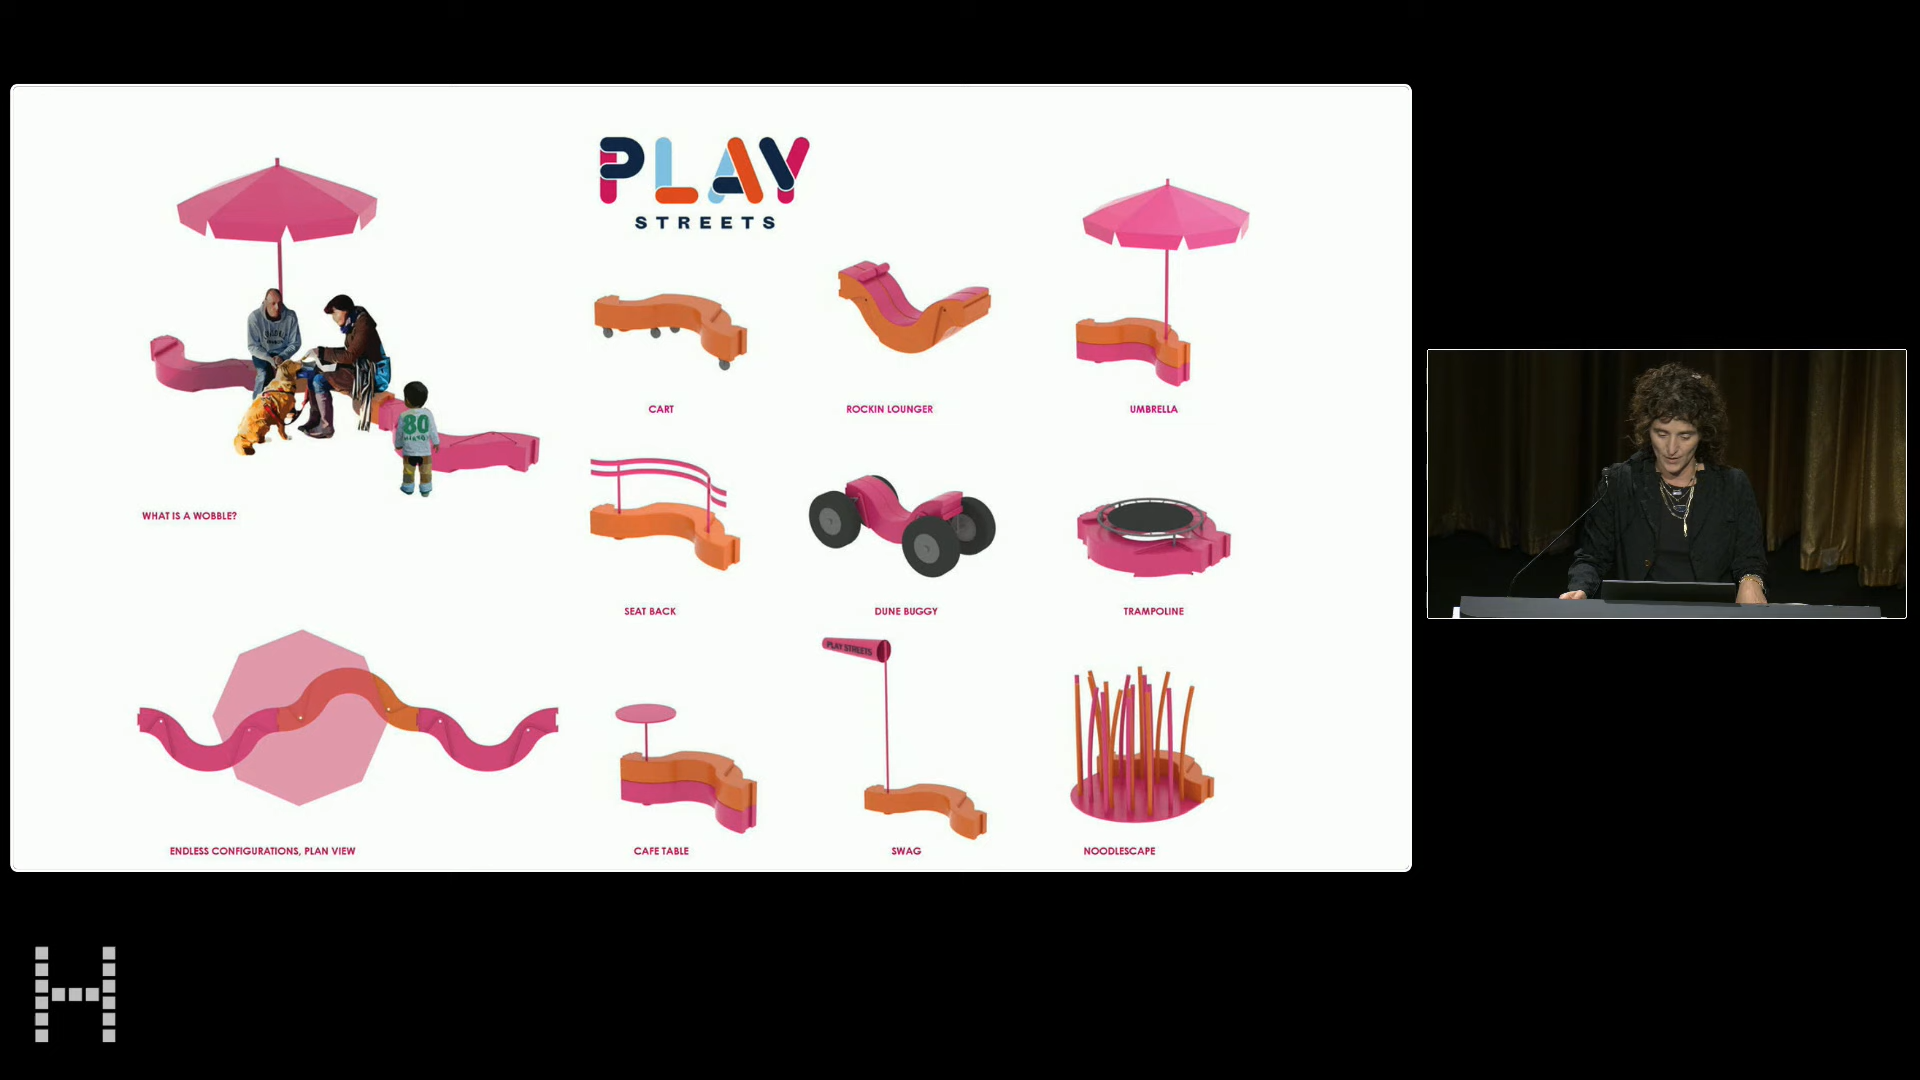 PLAY
STREETS
WHAT IS A WOBBLE?
80
CART
ROCKIN LOUNGER
UMBRELLA
SEAT BACK
DUNE BUGGY
TRAMPOLINE
PLAY STREETS
ENDLESS CONFIGURATIONS, PLAN VIEW
CAFE TABLE
SWAG
NOODLESCAPE
H